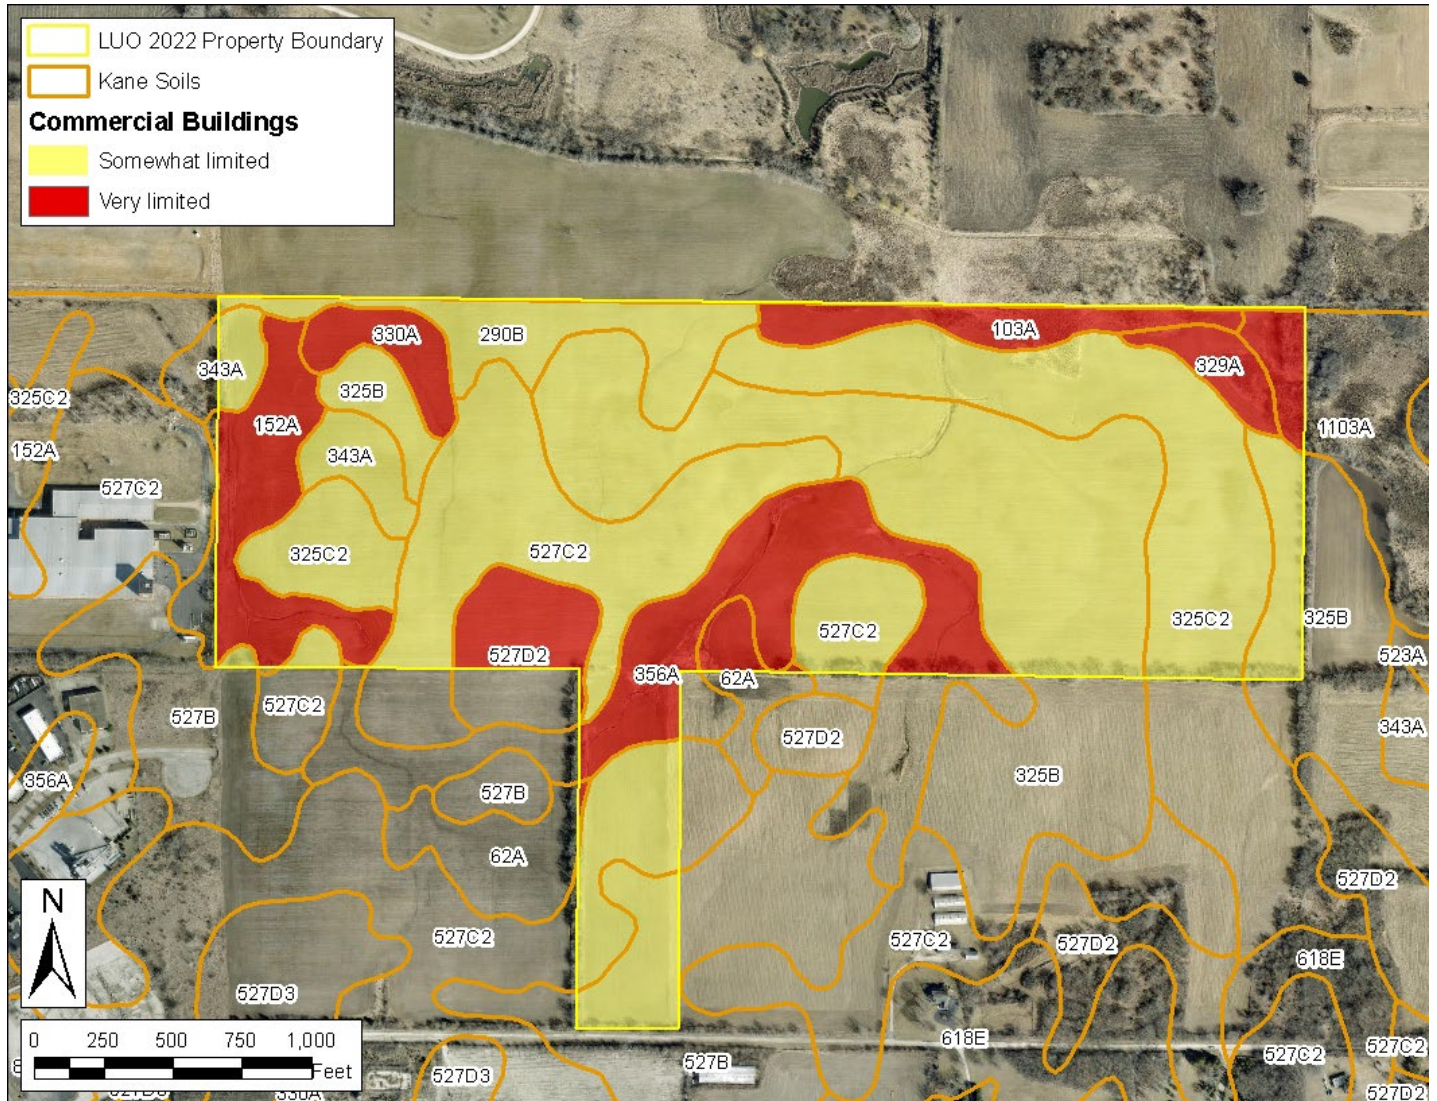 LUO 2022 Property Boundary
Kane Soils
Commercial Buildings
Somewhat limited
Very limited
330A
290B
103A
343A
329A
325C2
325B
152A
1103A
152A
343A
527C2
325C2
527C2
527C2
325C2
325B
527D2
523A
356A
62A
527B
527C2
343A
527D2
356A
325B
527B
62A
527D2
N
527C2
527C2
527D2
618E
527D3
0 250 500 750 1,000
Feet
618E
527C2
527C2
527B
527D3
330A
527D2